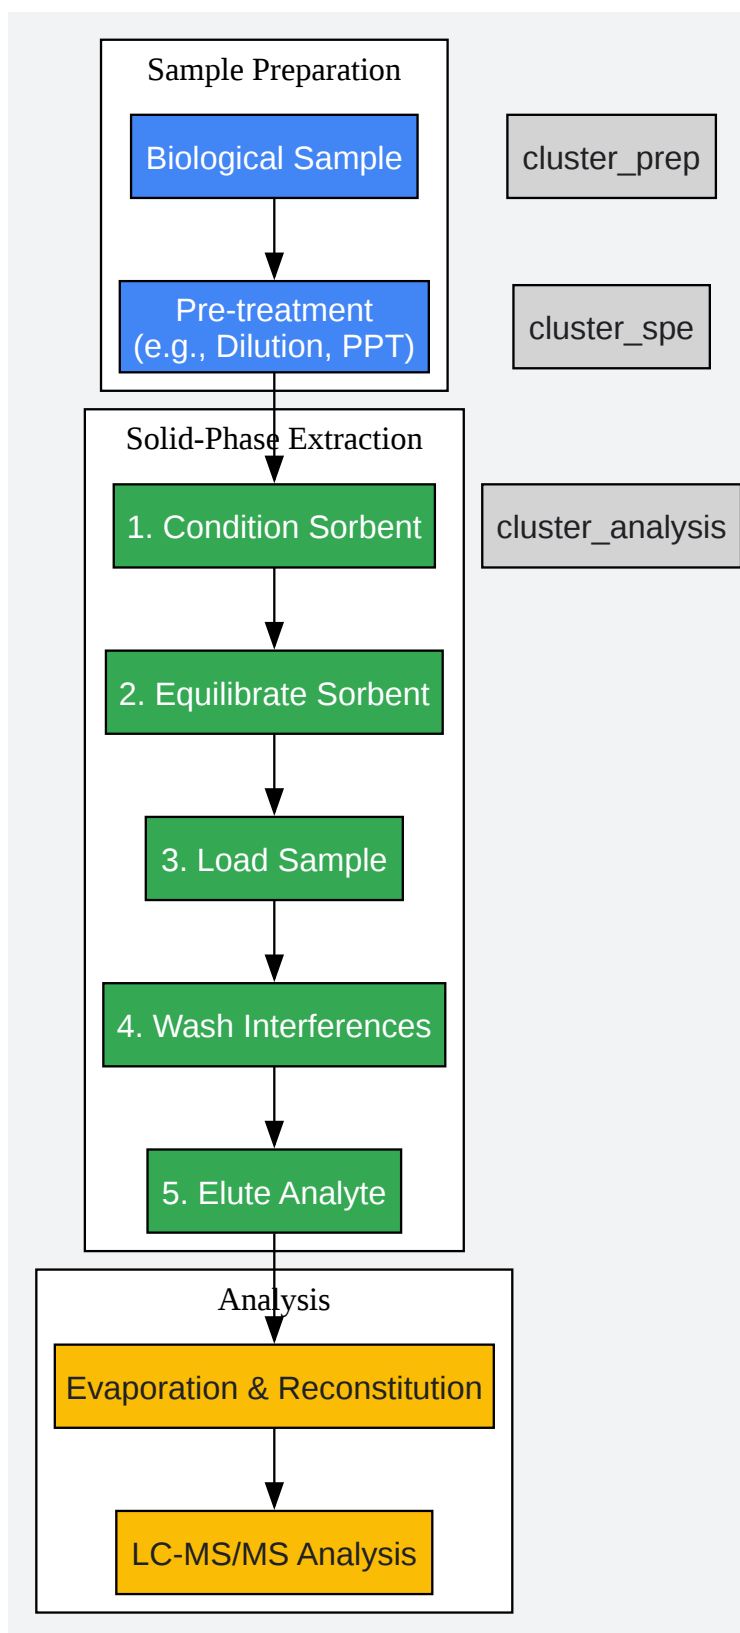 Sample Preparation
Biological Sample
cluster_prep
Pre-treatment
(e.g., Dilution, PPT)
cluster_spe
Solid-Phase Extraction
1. Condition Sorbent
cluster_analysis
2. Equilibrate Sorbent
3. Load Sample
4. Wash Interferences
5. Elute Analyte
Analysis
Evaporation & Reconstitution
LC-MS/MS Analysis